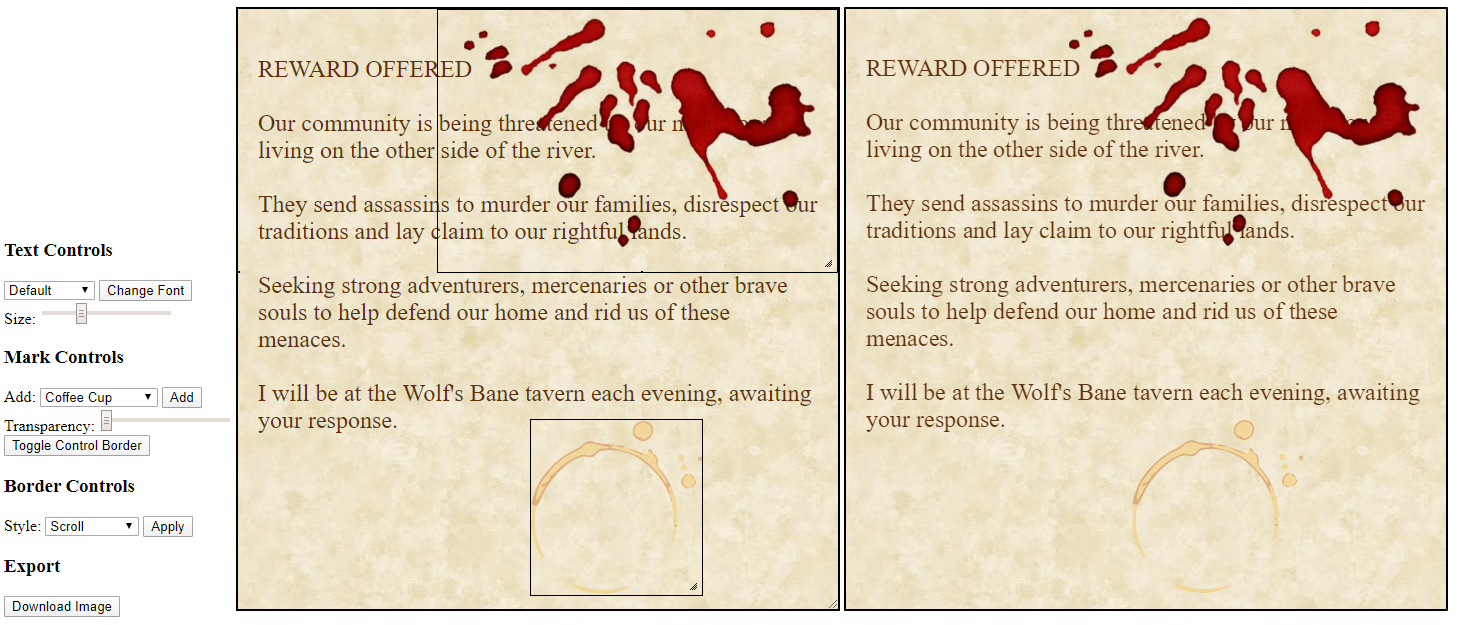 Text Controls
Default Change Font
Size:
Mark Controls
Add: Coffee Cup Add
Transparency:
Toggle Control Border
Border Controls
Style: Scroll Apply
Export
Download Image
REWARD OFFERED
Our community is being threatened our
living on the other side of the river.
They send assassins to murder our families, disrespect our
traditions and lay claim to our rightful lands.
Seeking strong adventurers, mercenaries or other brave
souls to help defend our home and rid us of these
menaces.
I will be at the Wolf's Bane tavern each evening, awaiting
your response.
REWARD OFFERED
Our community is being threatened our
living on the other side of the river.
They send assassins to murder our families, disrespect our
traditions and lay claim to our rightful lands.
Seeking strong adventurers, mercenaries or other brave
souls to help defend our home and rid us of these
menaces.
I will be at the Wolf's Bane tavern each evening, awaiting
your response.